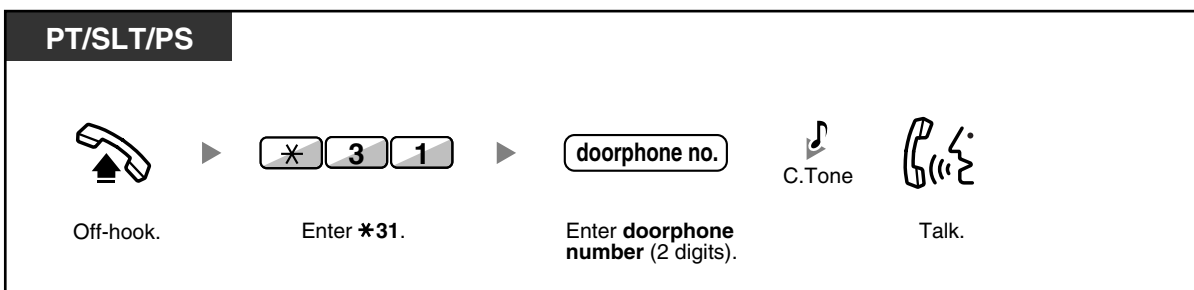 PT/SLT/PS
✱ 3 1
doorphone no.
C.Tone
Off-hook.
Enter ✱31.
Enter doorphone
number (2 digits).
Talk.